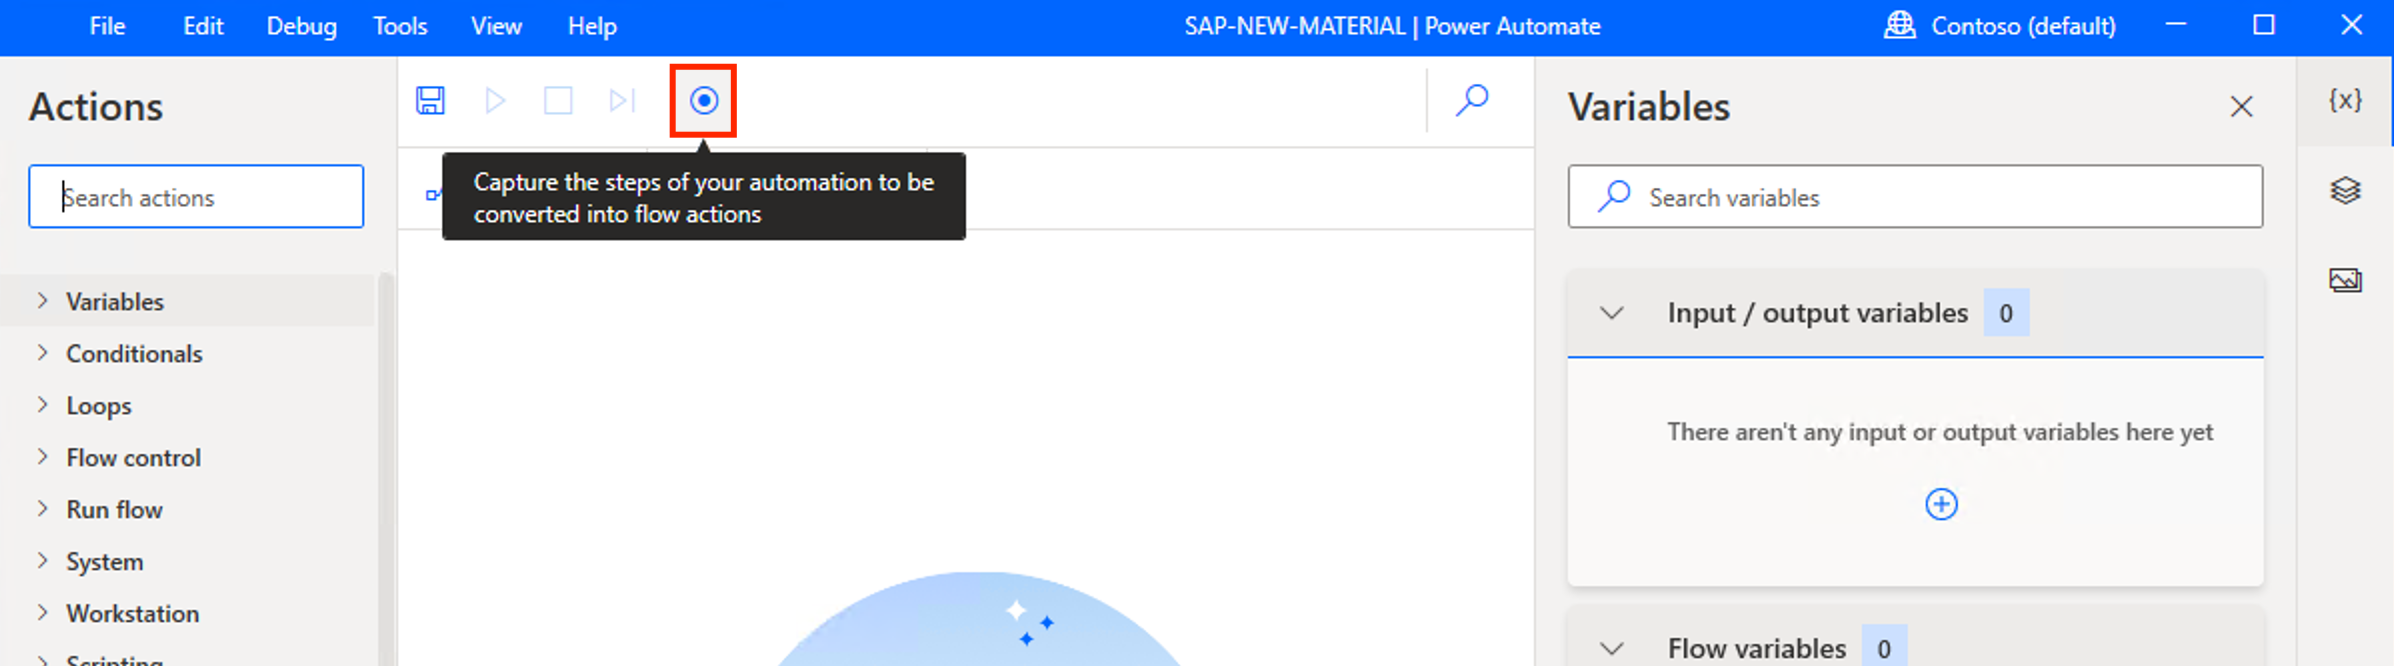 File Edit Debug Tools View Help
SAP-NEW-MATERIAL | Power Automate
Contoso (default)
Actions
Search actions
Variables
Conditionals
Loops
Flow control
Run flow
System
Workstation
Scripting
Capture the steps of your automation to be
converted into flow actions
Variables
{x}
Search variables
Input / output variables 0
There aren't any input or output variables here yet
Flow variables 0